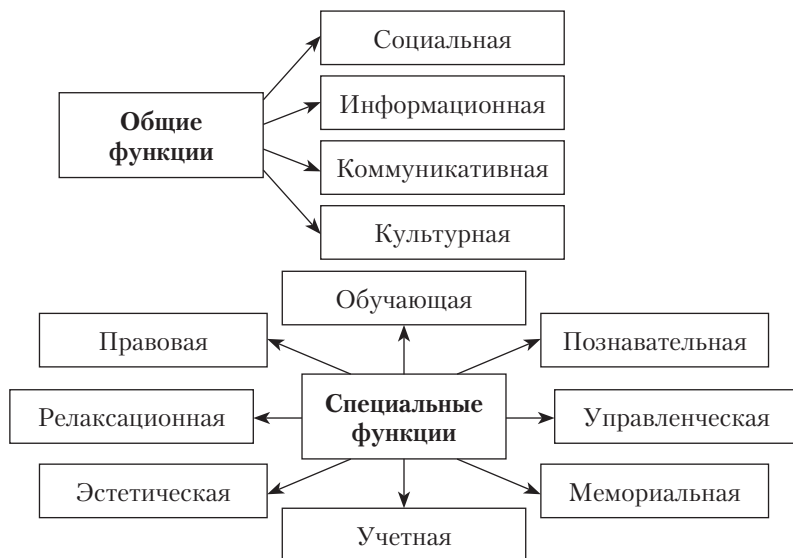 Социальная
Общие
функции
Информационная
Коммуникативная
Культурная
Обучающая
Правовая
Познавательная
Релаксационная
Специальные
функции
Управленческая
Эстетическая
Мемориальная
Учетная